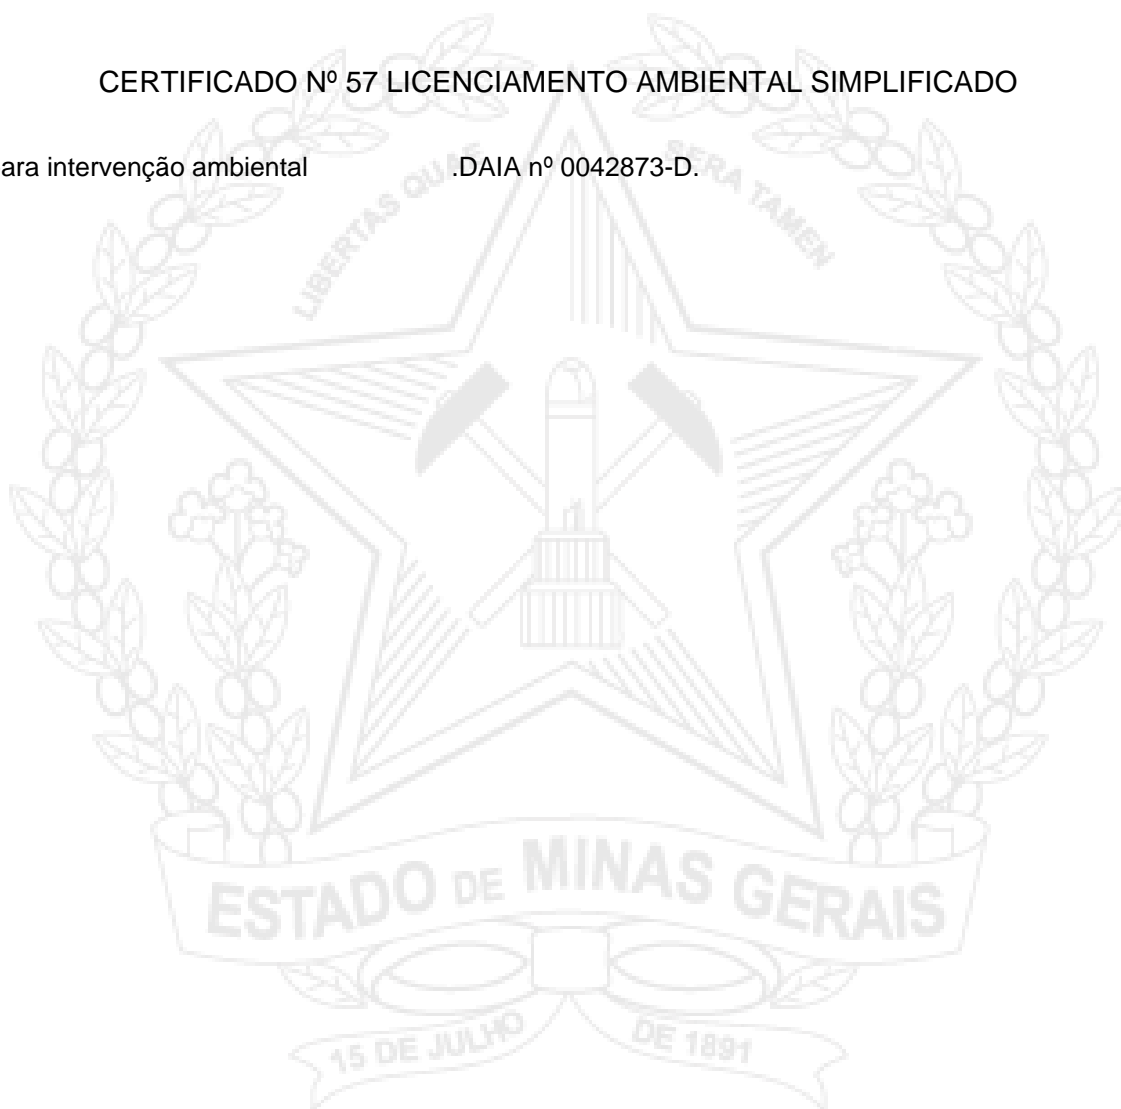 CERTIFICADO Nº 57 LICENCIAMENTO AMBIENTAL SIMPLIFICADO
ara intervenção ambiental .DAIA nº 0042873-D.
LIBERTAS QUAE SERA TAMEN
ESTADO DE MINAS GERAIS
15 DE JULHO DE 1891